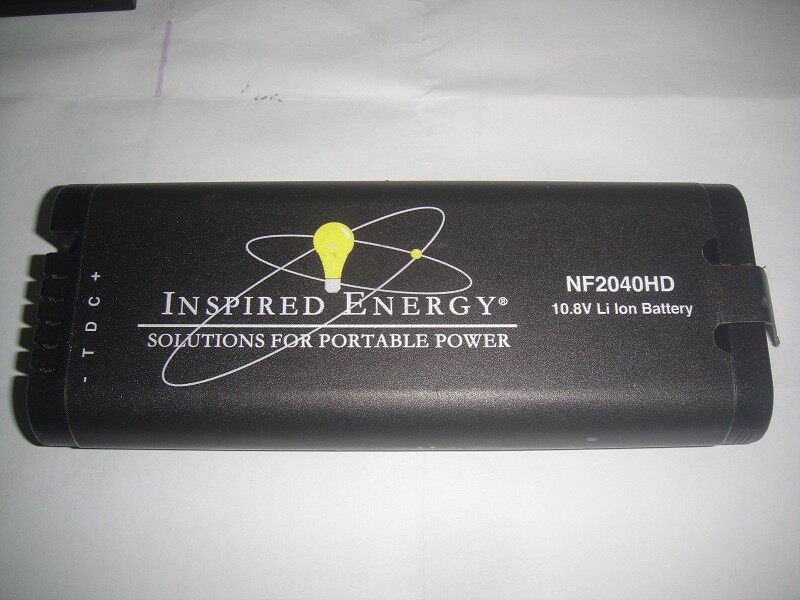 INSPIRED ENERGY®
SOLUTIONS FOR PORTABLE POWER
NF2040HD
10.8V Li Ion Battery
- T D C +